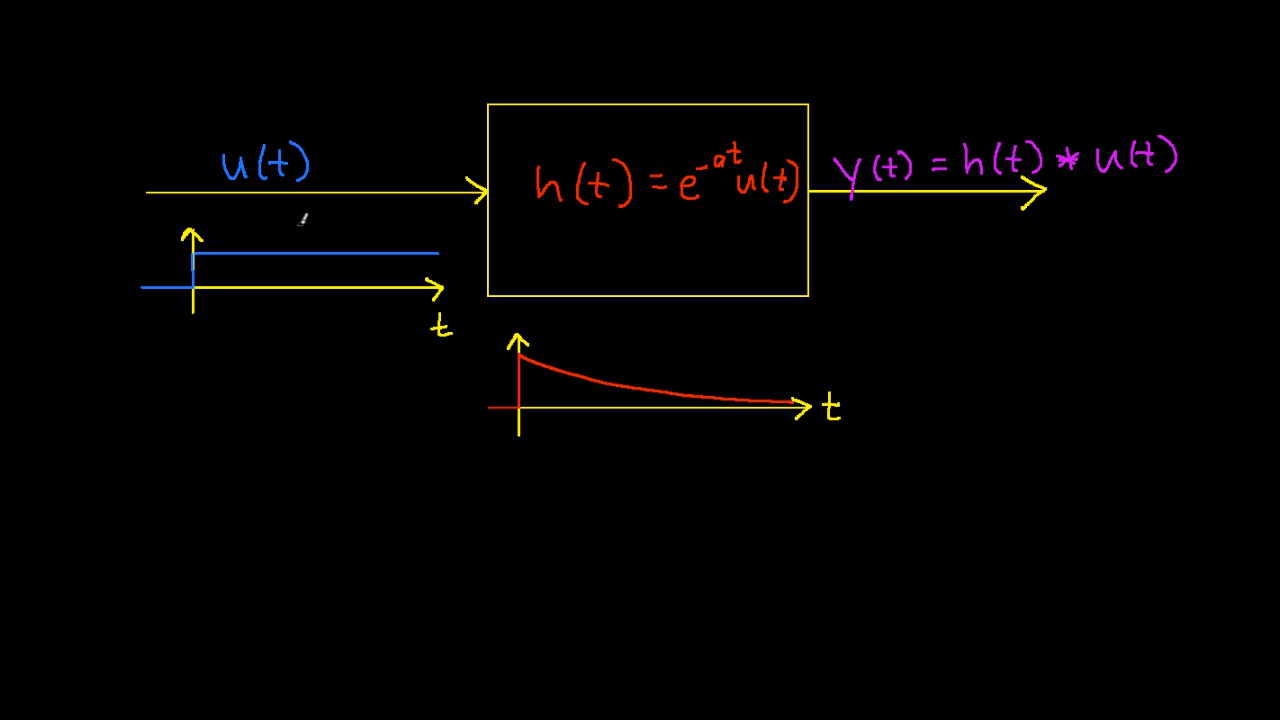 u(t)
h(t) = e^-at u(t)
y(t) = h(t) * u(t)
t
t